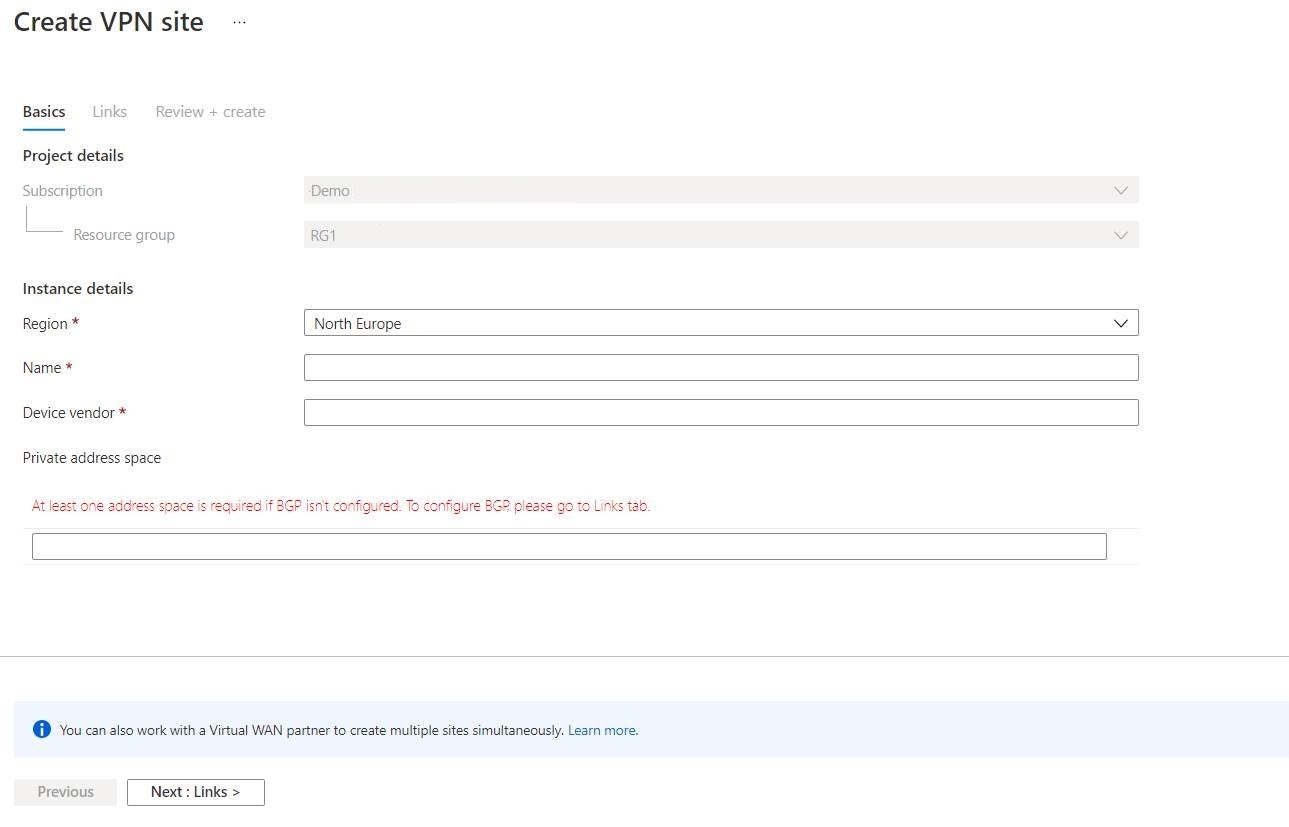 Create VPN site ...
Basics Links Review + create
Project details
Subscription Demo
Resource group RG1
Instance details
Region * North Europe
Name *
Device vendor *
Private address space
At least one address space is required if BGP isn't configured. To configure BGP, please go to Links tab.
You can also work with a Virtual WAN partner to create multiple sites simultaneously. Learn more.
Previous Next : Links >